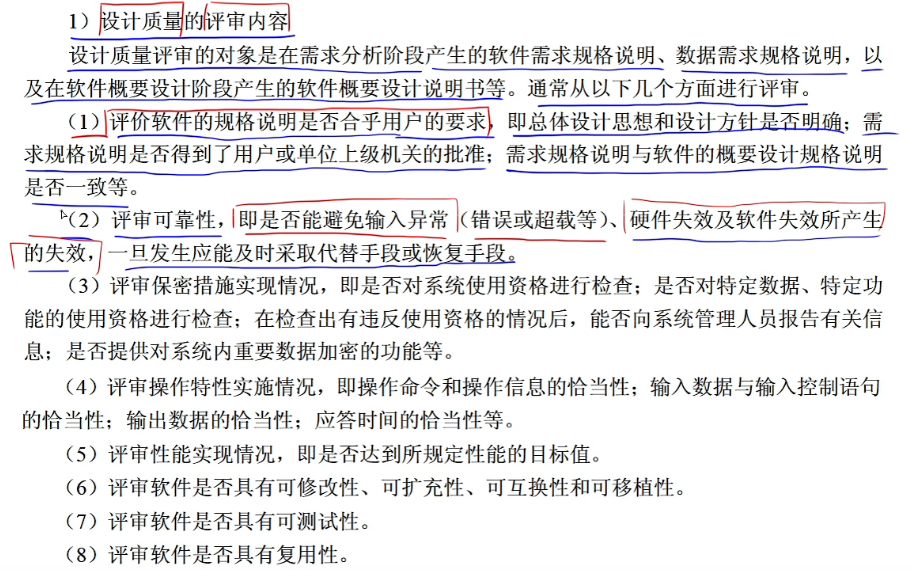 1）设计质量的评审内容
设计质量评审的对象是在需求分析阶段产生的软件需求规格说明、数据需求规格说明，以
及在软件概要设计阶段产生的软件概要设计说明书等。通常从以下几个方面进行评审。
（1）评价软件的规格说明是否合乎用户的要求，即总体设计思想和设计方针是否明确；需
求规格说明是否得到了用户或单位上级机关的批准；需求规格说明与软件的概要设计规格说明
是否一致等。
（2）评审可靠性，即是否能避免输入异常（错误或超载等）、硬件失效及软件失效所产生
的失效，一旦发生应能及时采取代替手段或恢复手段。
（3）评审保密措施实现情况，即是否对系统使用资格进行检查；是否对特定数据、特定功
能的使用资格进行检查；在检查出有违反使用资格的情况后，能否向系统管理人员报告有关信
息；是否提供对系统内重要数据加密的功能等。
（4）评审操作特性实施情况，即操作命令和操作信息的恰当性；输入数据与输入控制语句
的恰当性；输出数据的恰当性；应答时间的恰当性等。
（5）评审性能实现情况，即是否达到所规定性能的目标值。
（6）评审软件是否具有可修改性、可扩充性、可互换性和可移植性。
（7）评审软件是否具有可测试性。
（8）评审软件是否具有复用性。